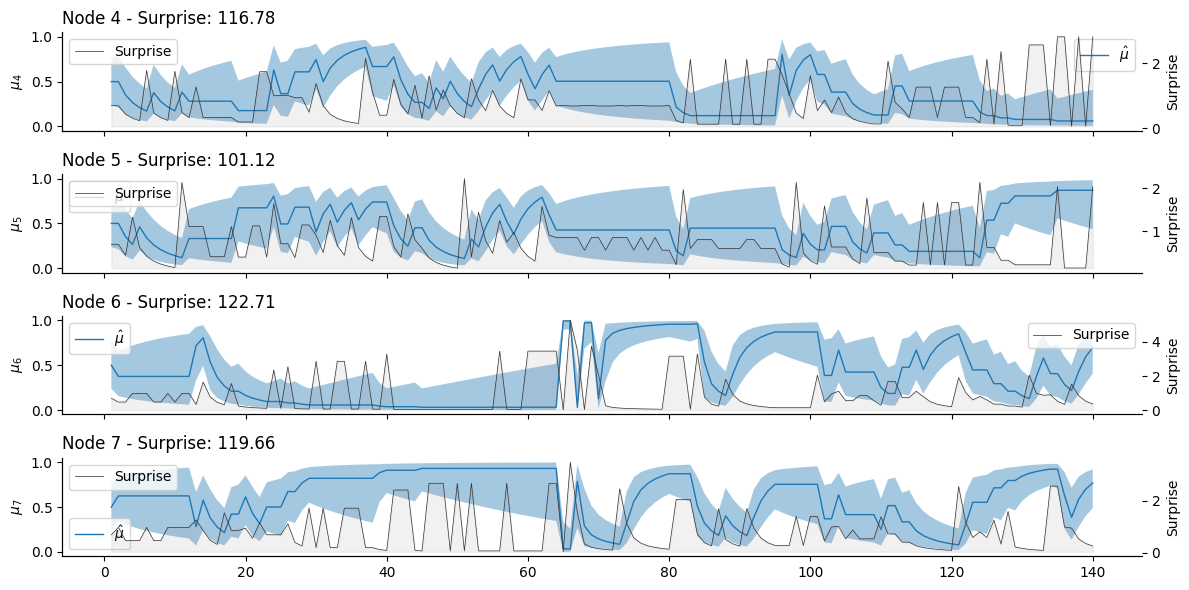 Node 4 - Surprise: 116.78
1.0
0.5
0.0
μ4
Surprise
μ̂
2
0
Surprise
Node 5 - Surprise: 101.12
1.0
0.5
0.0
μ5
Surprise
2
1
Surprise
Node 6 - Surprise: 122.71
1.0
0.5
0.0
μ6
μ̂
Surprise
4
2
0
Surprise
Node 7 - Surprise: 119.66
1.0
0.5
0.0
μ7
Surprise
μ̂
2
0
Surprise
0 20 40 60 80 100 120 140